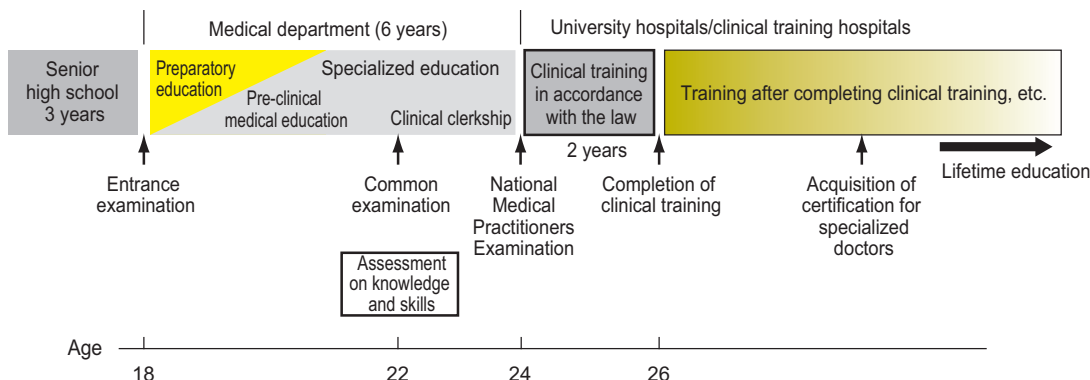 Medical department (6 years)
University hospitals/clinical training hospitals
Senior
high school
3 years
Preparatory
education
Specialized education
Pre-clinical
medical education
Clinical clerkship
Clinical training
in accordance
with the law
2 years
Training after completing clinical training, etc.
Lifetime education
Entrance
examination
Common
examination
National
Medical
Practitioners
Examination
Completion of
clinical training
Acquisition of
certification for
specialized
doctors
Assessment
on knowledge
and skills
Age
18
22
24
26